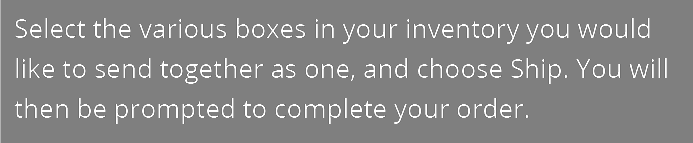 Select the various boxes in your inventory you would
like to send together as one, and choose Ship. You will
then be prompted to complete your order.